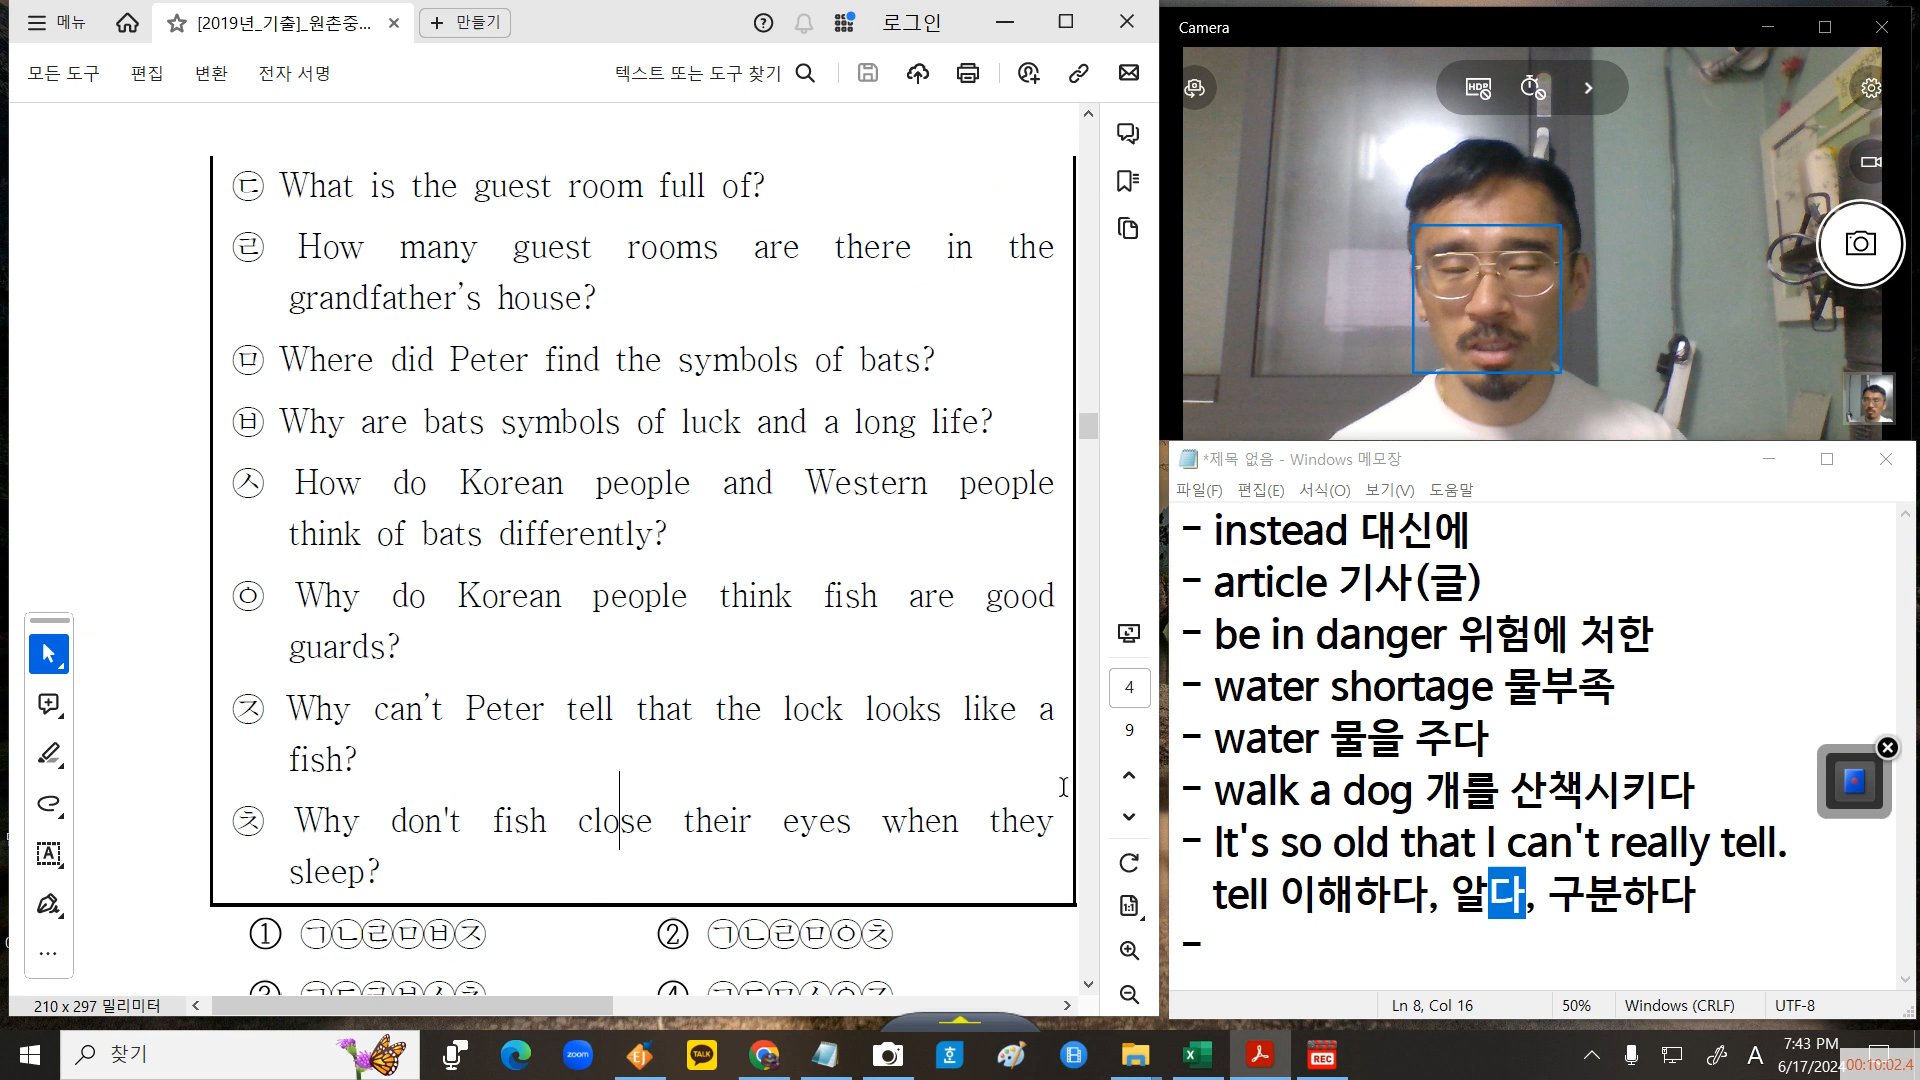 메뉴
[2019년_기출]_원촌중...
만들기
로그인
모든 도구 편집 변환 전자 서명
텍스트 또는 도구 찾기
㉢ What is the guest room full of?
㉣ How many guest rooms are there in the
grandfather's house?
㉤ Where did Peter find the symbols of bats?
㉥ Why are bats symbols of luck and a long life?
㉦ How do Korean people and Western people
think of bats differently?
㉧ Why do Korean people think fish are good
guards?
㉨ Why can't Peter tell that the lock looks like a
fish?
㉩ Why don't fish close their eyes when they
sleep?
① ㉠㉡㉣㉤㉥㉨ ② ㉠㉡㉣㉤㉧㉩
4
9
210 x 297 밀리미터
Camera
HDR
*제목 없음 - Windows 메모장
파일(F) 편집(E) 서식(O) 보기(V) 도움말
- instead 대신에
- article 기사(글)
- be in danger 위험에 처한
- water shortage 물부족
- water 물을 주다
- walk a dog 개를 산책시키다
- It's so old that I can't really tell.
tell 이해하다, 알다, 구분하다
-
Ln 8, Col 16 50% Windows (CRLF) UTF-8
찾기
zoom
EJ
TALK
REC
A
7:43 PM
6/17/2024
00:10:02.4